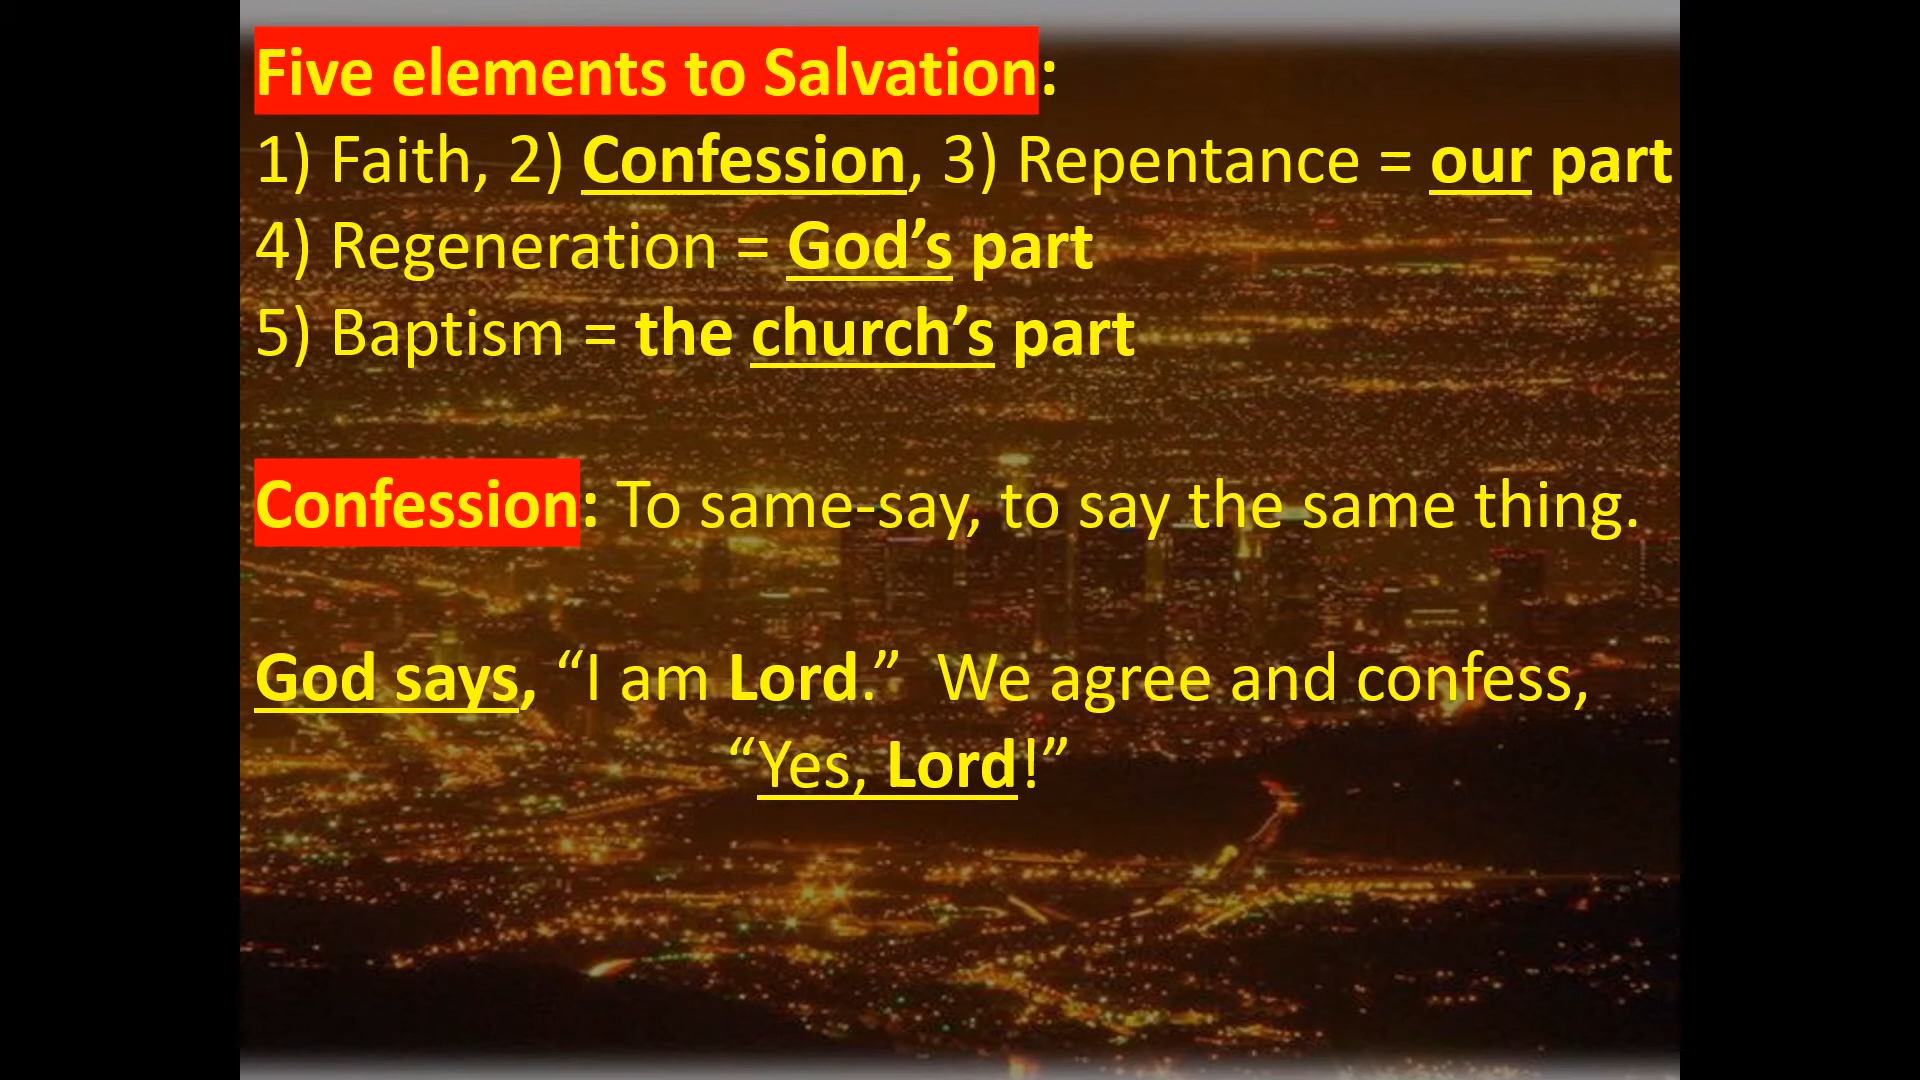 Five elements to Salvation:
1) Faith, 2) Confession, 3) Repentance = our part
4) Regeneration = God’s part
5) Baptism = the church’s part
Confession: To same-say, to say the same thing.
God says, “I am Lord.” We agree and confess,
“Yes, Lord!”